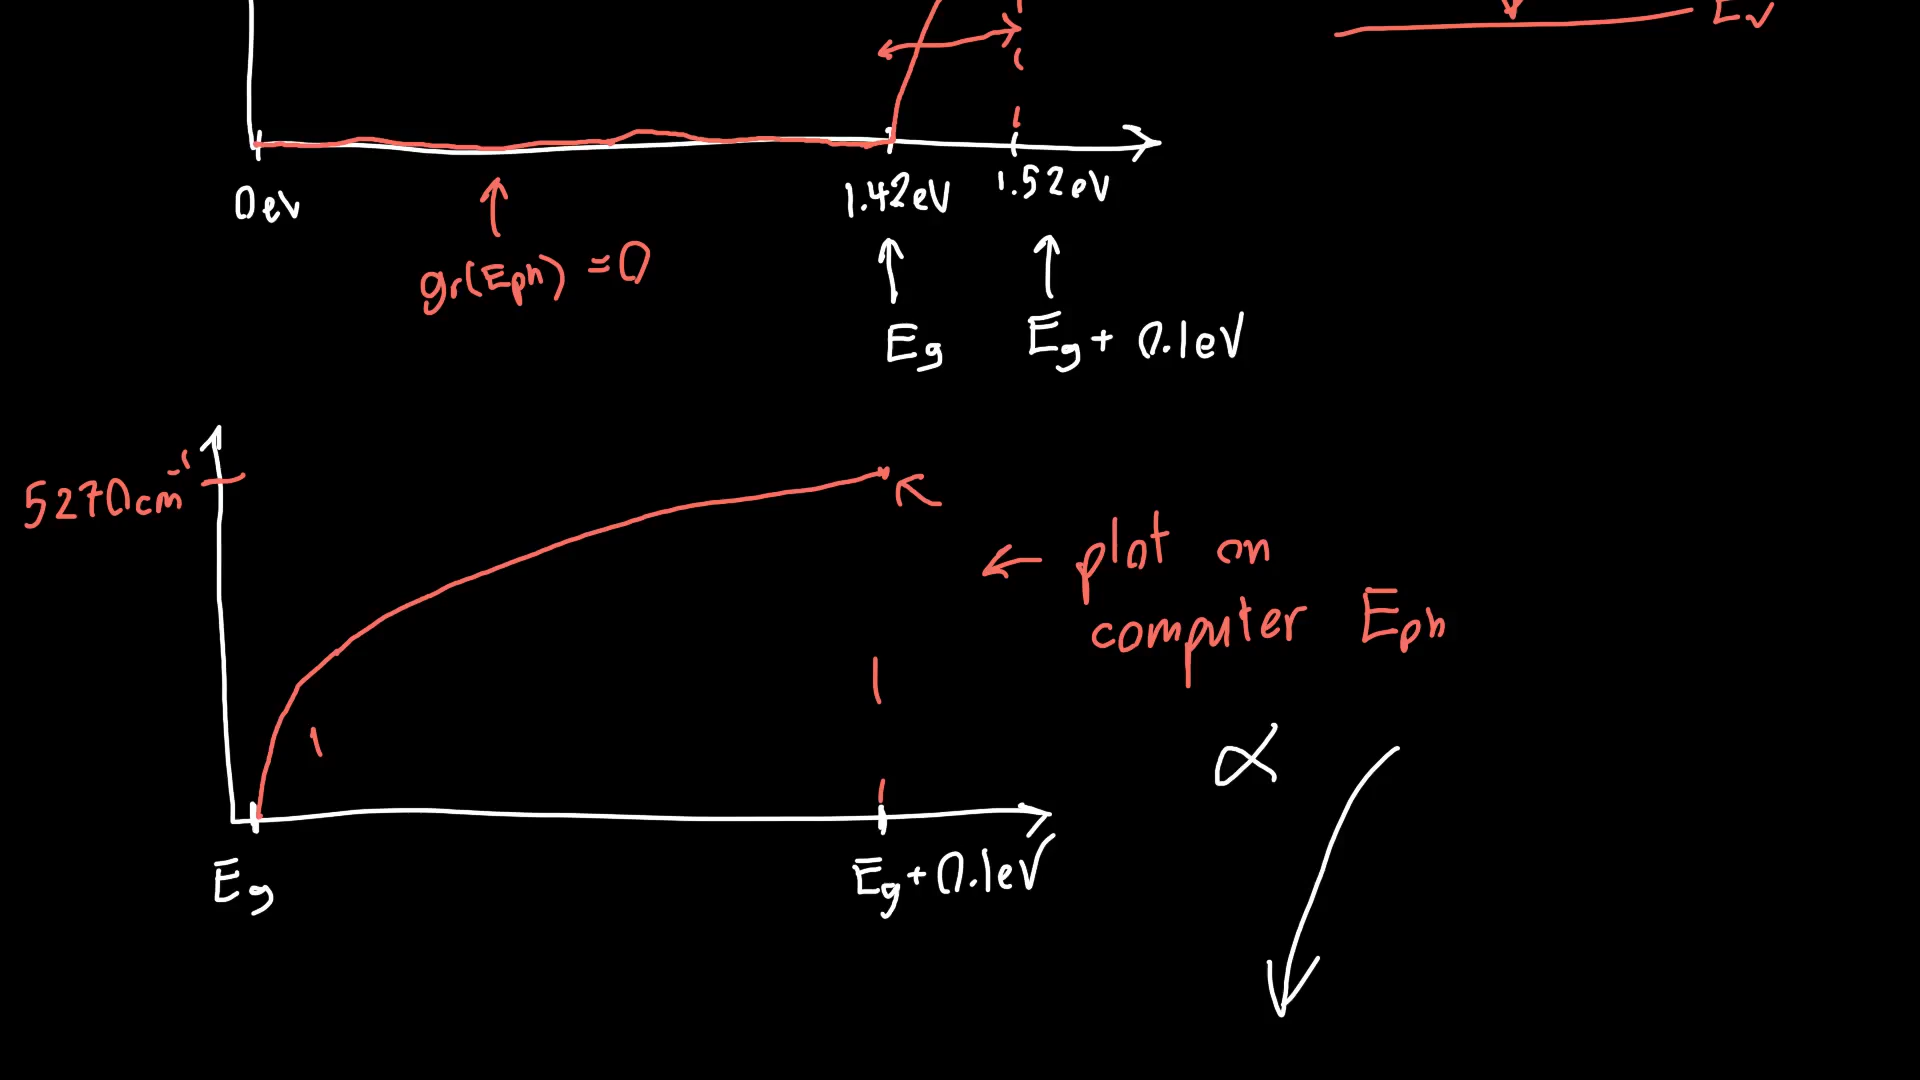 Ev
0ev
1.42eV
1.52eV
gr(Eph) = 0
Eg
Eg + 0.1eV
5270cm⁻¹
← plot on
computer Eph
α
Eg
Eg + 0.1eV